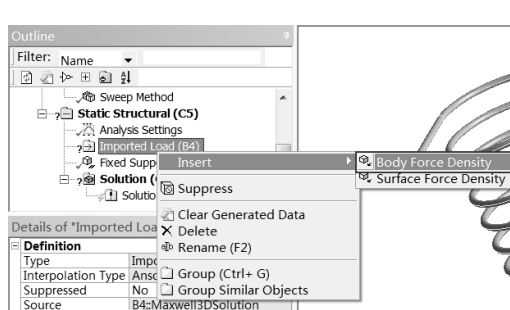 Outline
Filter: Name
Sweep Method
Static Structural (C5)
Analysis Settings
Imported Load (B4)
Fixed Supp
Solution (
Solutio
Insert
Body Force Density
Surface Force Density
Suppress
Clear Generated Data
Delete
Rename (F2)
Group (Ctrl+ G)
Group Similar Objects
Details of "Imported Loa
Definition
Type Impo
Interpolation Type Anso
Suppressed No
Source B4::Maxwell3DSolution